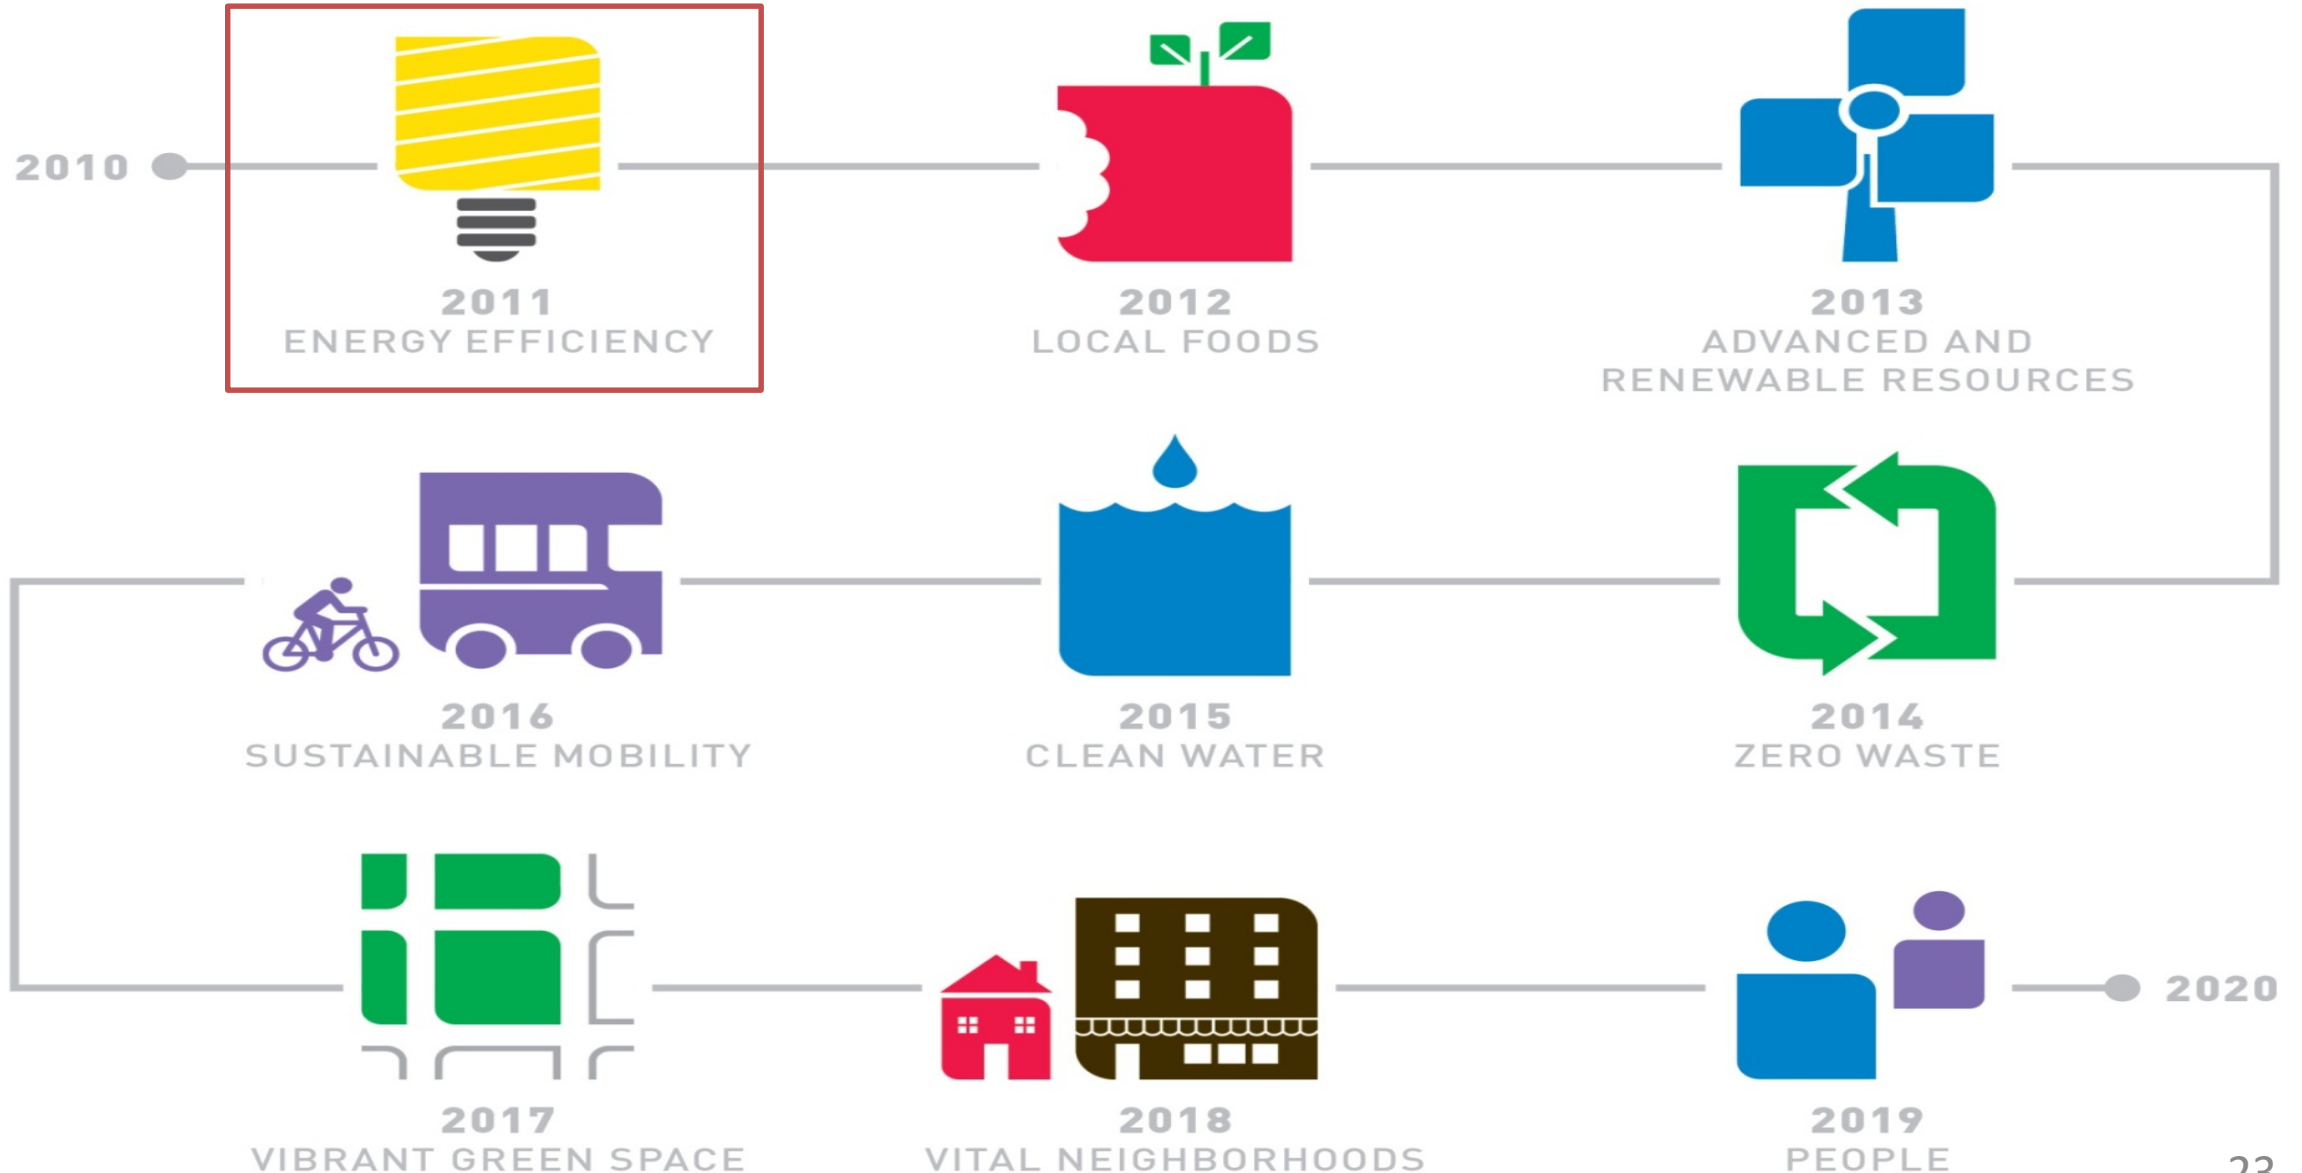 2010
2011
ENERGY EFFICIENCY
2012
LOCAL FOODS
2013
ADVANCED AND
RENEWABLE RESOURCES
2016
SUSTAINABLE MOBILITY
2015
CLEAN WATER
2014
ZERO WASTE
2020
2017
VIBRANT GREEN SPACE
2018
VITAL NEIGHBORHOODS
2019
PEOPLE
23